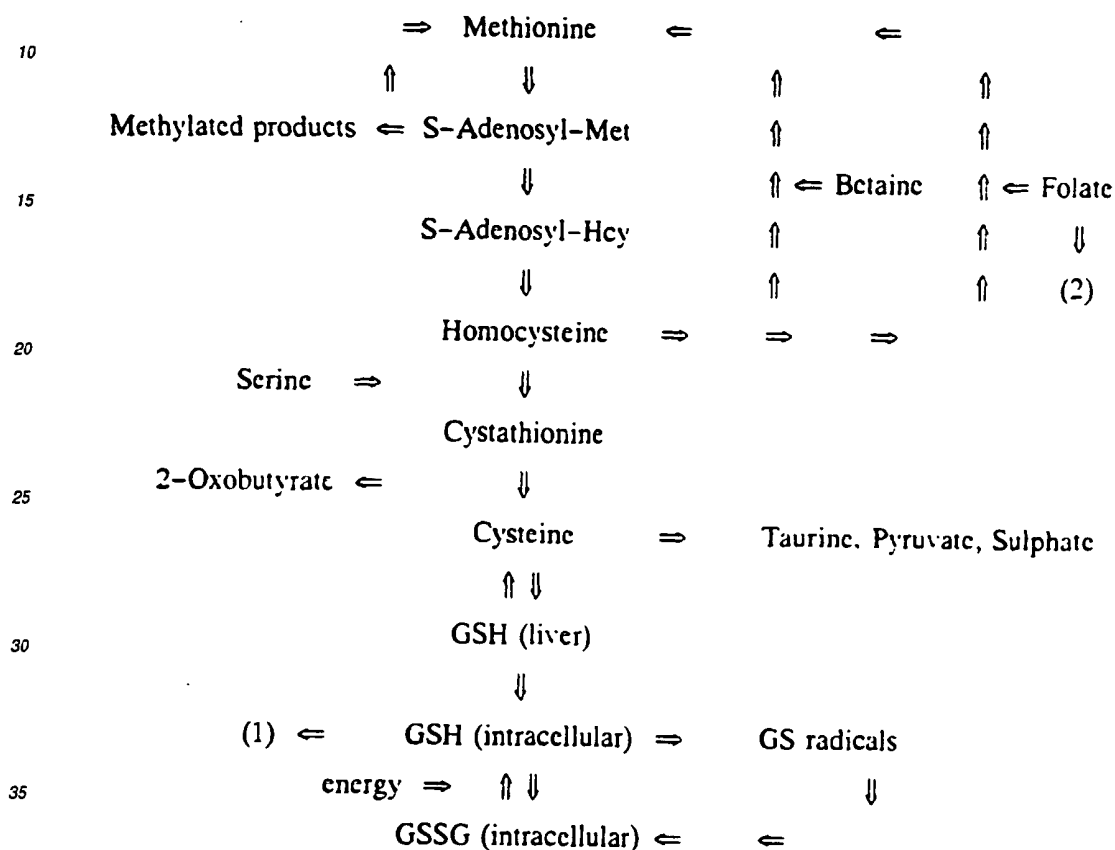 ⇒ Methionine ⇐ ⇐
10
⇑ ⇓ ⇑ ⇑
Methylated products ⇐ S-Adenosyl-Met ⇑ ⇑
⇓ ⇑ ⇐ Betaine ⇑ ⇐ Folate
15
S-Adenosyl-Hcy ⇑ ⇑ ⇓
⇓ ⇑ ⇑ (2)
Homocysteine ⇒ ⇒ ⇒
20
Serine ⇒ ⇓
Cystathionine
2-Oxobutyrate ⇐ ⇓
25
Cysteine ⇒ Taurine, Pyruvate, Sulphate
⇑ ⇓
GSH (liver)
30
⇓
(1) ⇐ GSH (intracellular) ⇒ GS radicals
energy ⇒ ⇑ ⇓ ⇓
35
GSSG (intracellular) ⇐ ⇐